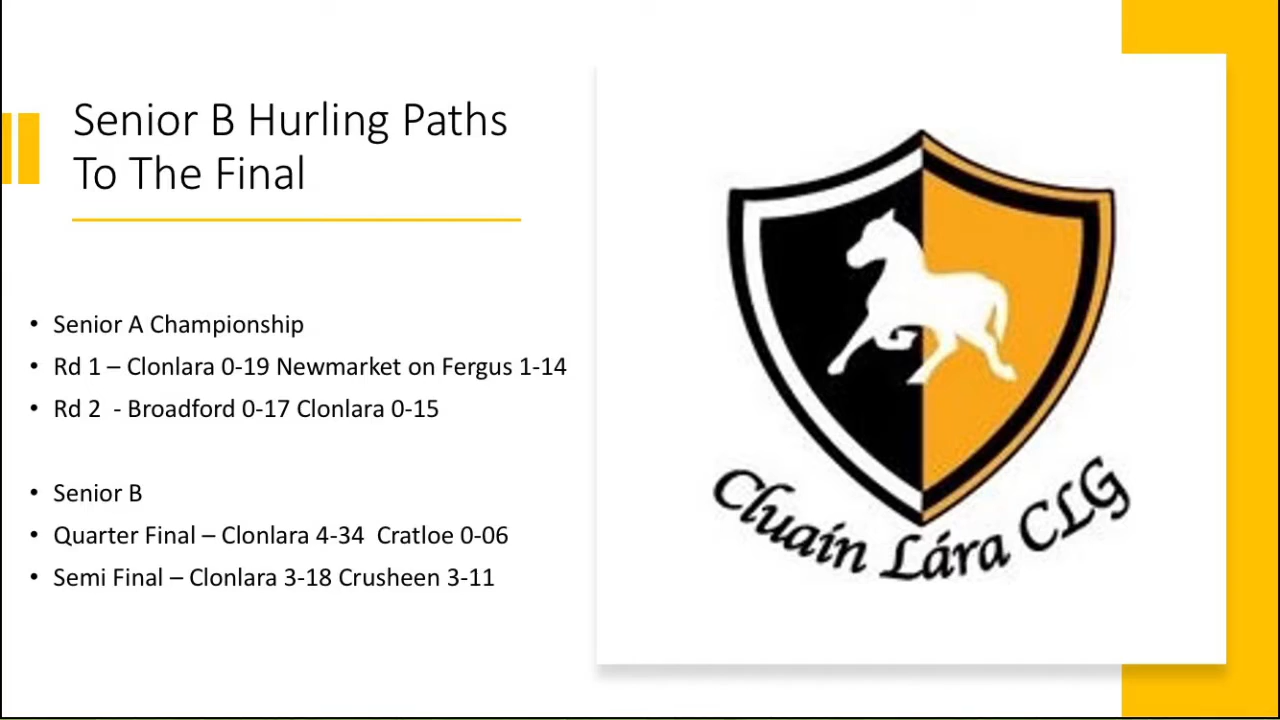 Senior B Hurling Paths
To The Final
• Senior A Championship
• Rd 1 – Clonlara 0-19 Newmarket on Fergus 1-14
• Rd 2  - Broadford 0-17 Clonlara 0-15
• Senior B
• Quarter Final – Clonlara 4-34  Cratloe 0-06
• Semi Final – Clonlara 3-18 Crusheen 3-11
Cluain Lára CLG